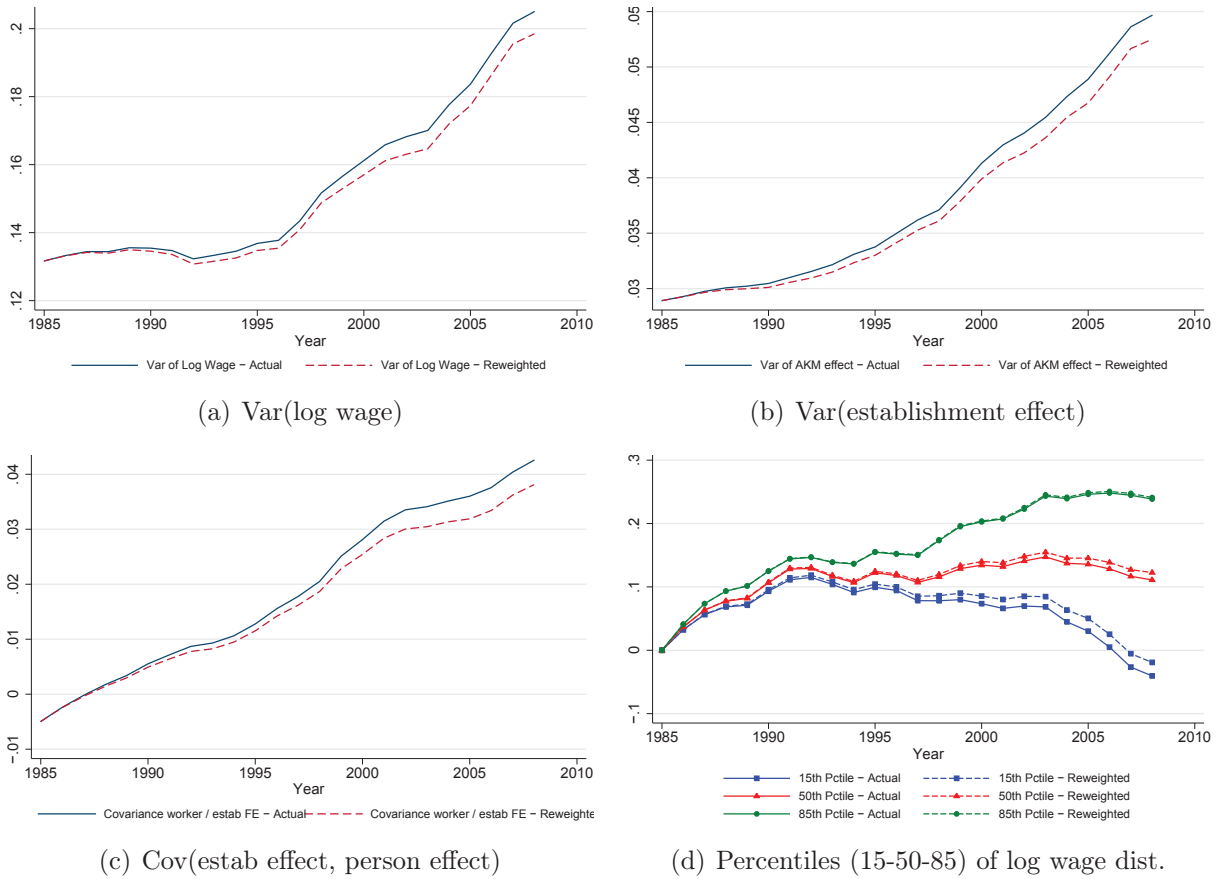 .2
.18
.16
.14
.12
1985 1990 1995 2000 2005 2010
Year
Var of Log Wage − Actual Var of Log Wage − Reweighted
(a) Var(log wage)
.05
.05
.045
.04
.035
.03
1985 1990 1995 2000 2005 2010
Year
Var of AKM effect − Actual Var of AKM effect − Reweighted
(b) Var(establishment effect)
.04
.03
.02
.01
0
−.01
1985 1990 1995 2000 2005 2010
Year
Covariance worker / estab FE − Actual Covariance worker / estab FE − Reweighte
(c) Cov(estab effect, person effect)
.3
.2
.1
0
−.1
1985 1990 1995 2000 2005 2010
Year
15th Pctile − Actual 15th Pctile − Reweighted
50th Pctile − Actual 50th Pctile − Reweighted
85th Pctile − Actual 85th Pctile − Reweighted
(d) Percentiles (15-50-85) of log wage dist.